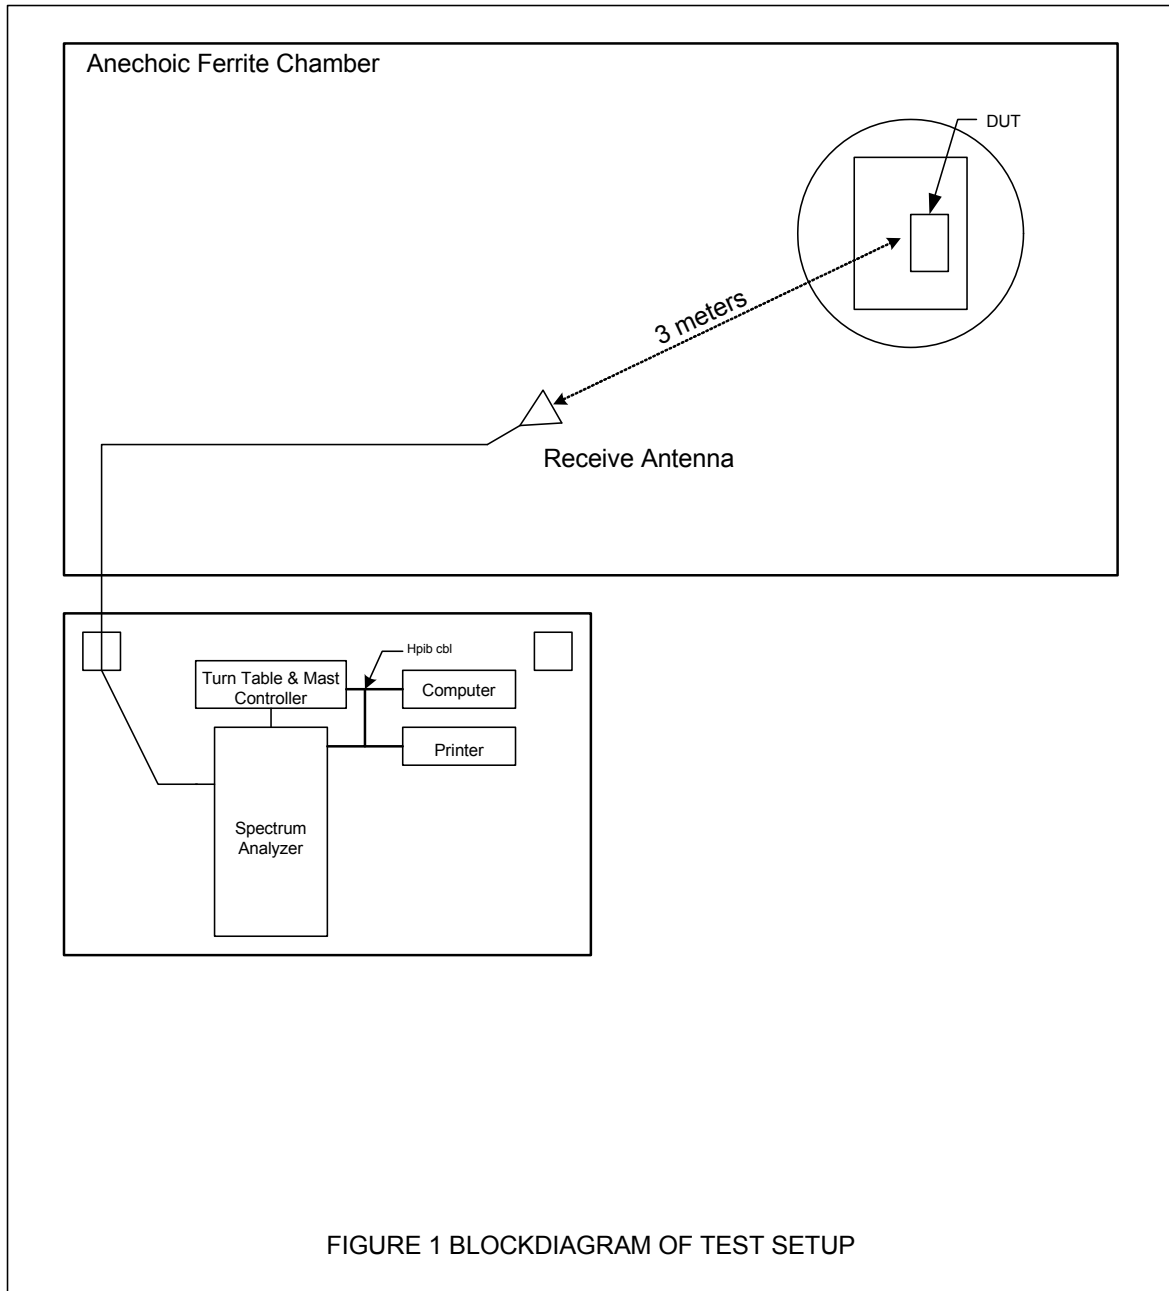 Anechoic Ferrite Chamber
DUT
3 meters
Receive Antenna
Hpib cbl
Turn Table & Mast
Controller
Computer
Printer
Spectrum
Analyzer
FIGURE 1 BLOCKDIAGRAM OF TEST SETUP